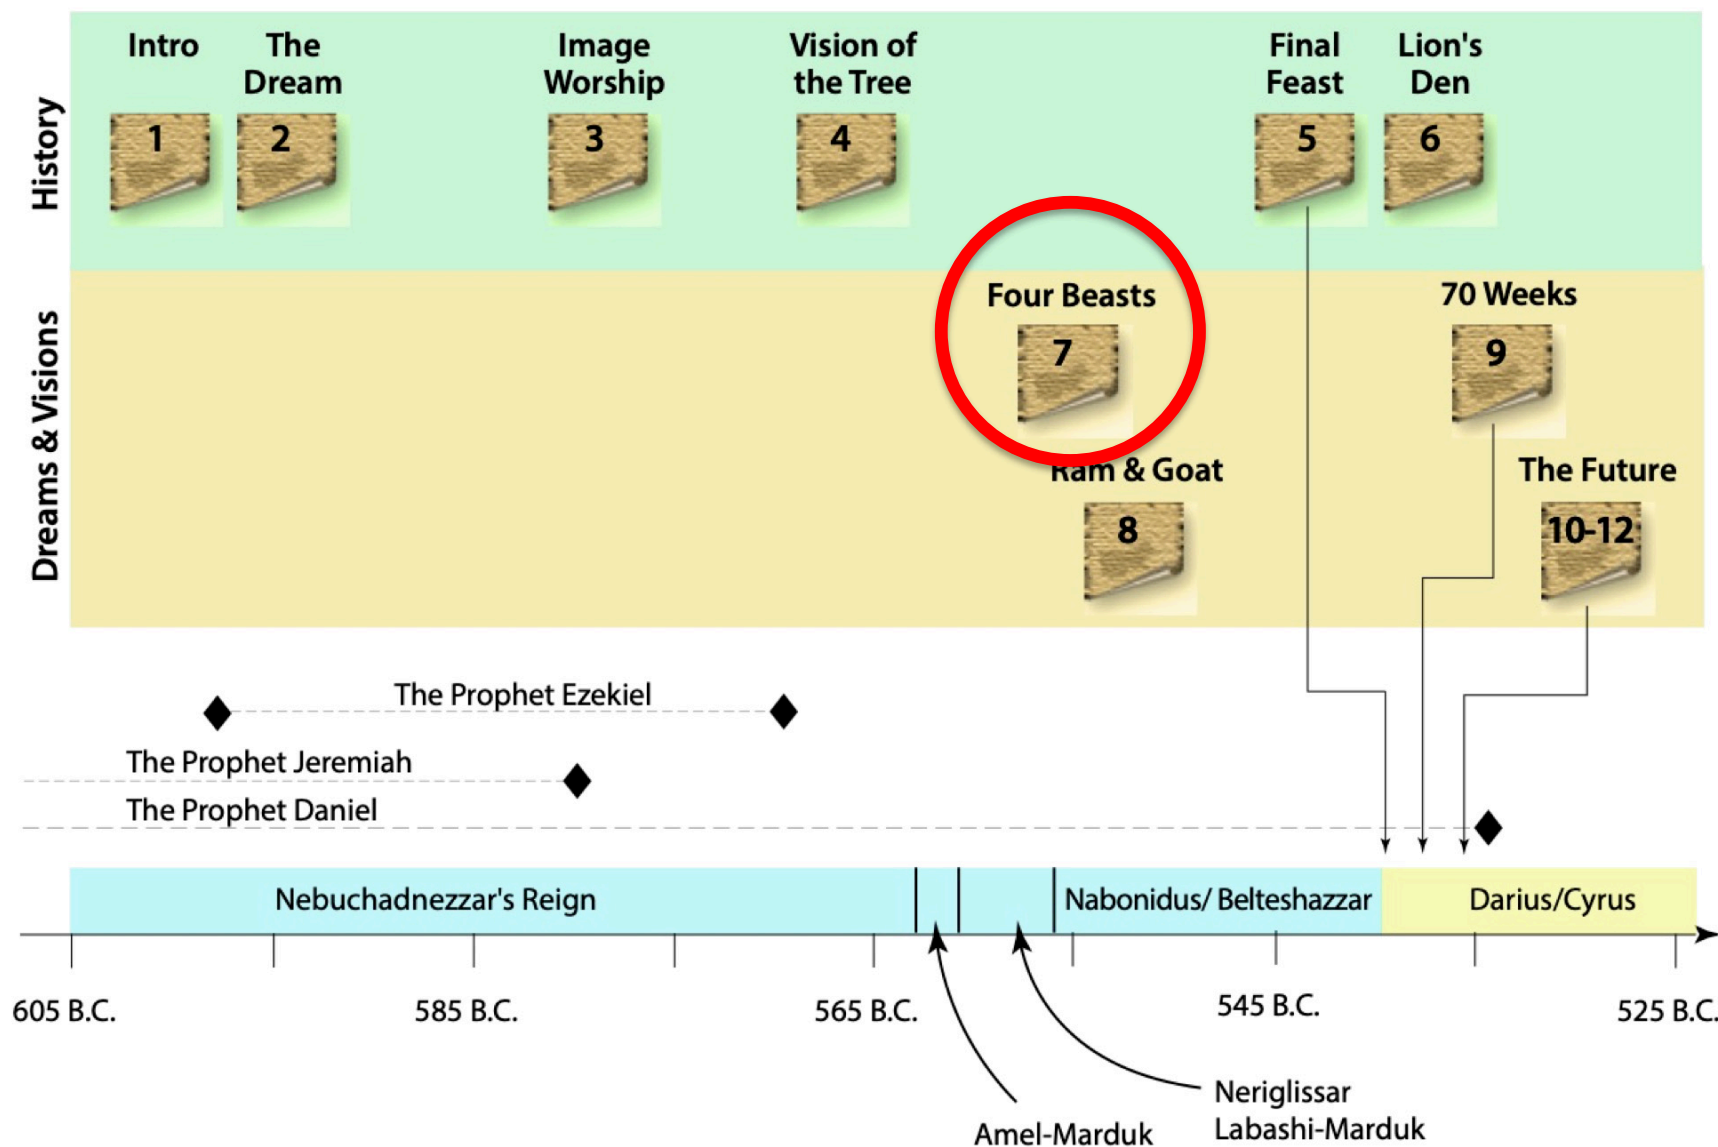 History
Intro
The
Dream
Image
Worship
Vision of
the Tree
Final
Feast
Lion's
Den
1
2
3
4
5
6
Dreams & Visions
Four Beasts
70 Weeks
7
9
Ram & Goat
The Future
8
10-12
The Prophet Ezekiel
The Prophet Jeremiah
The Prophet Daniel
Nebuchadnezzar's Reign
Nabonidus/ Belteshazzar
Darius/Cyrus
605 B.C.
585 B.C.
565 B.C.
545 B.C.
525 B.C.
Amel-Marduk
Neriglissar
Labashi-Marduk